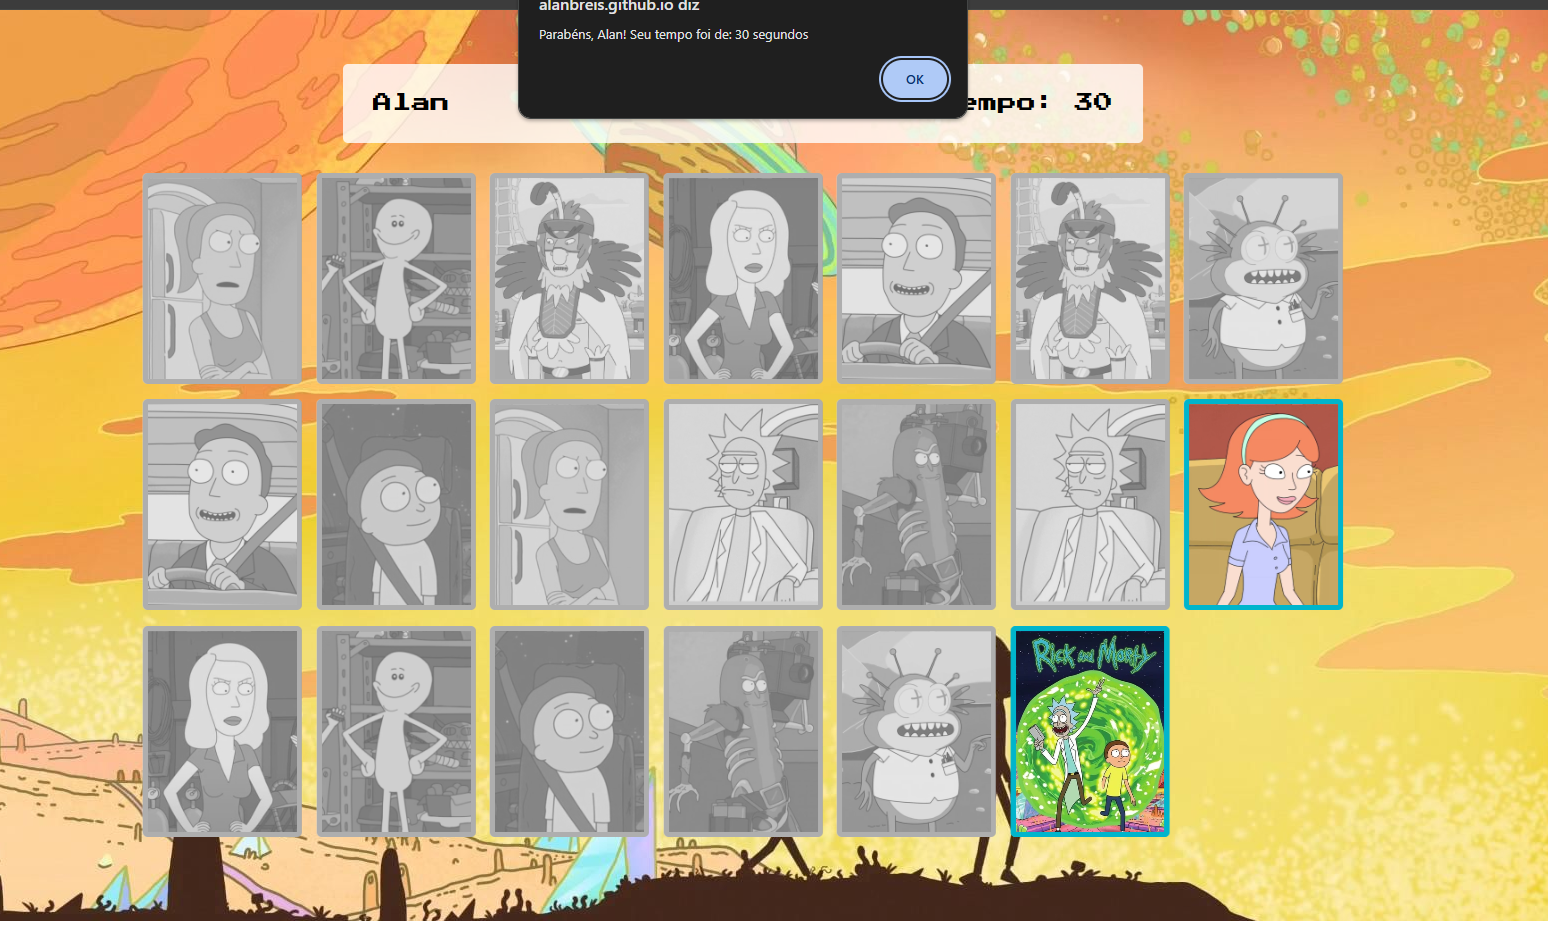 alanbreis.github.io diz
Parabéns, Alan! Seu tempo foi de: 30 segundos
OK
Alan
empo: 30
Rick and Morty